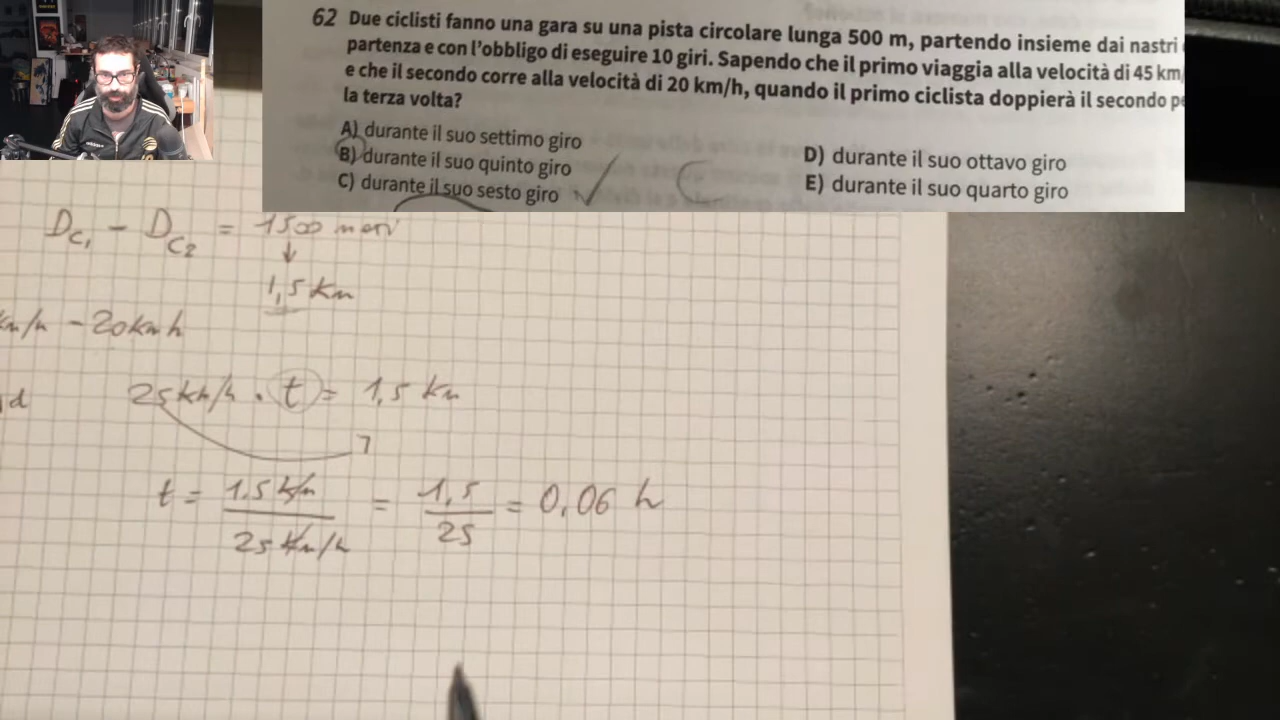 62 Due ciclisti fanno una gara su una pista circolare lunga 500 m, partendo insieme dai nastri
partenza e con l'obbligo di eseguire 10 giri. Sapendo che il primo viaggia alla velocità di 45 km
e che il secondo corre alla velocità di 20 km/h, quando il primo ciclista doppierà il secondo pe
la terza volta?
A) durante il suo settimo giro
B) durante il suo quinto giro
C) durante il suo sesto giro
D) durante il suo ottavo giro
E) durante il suo quarto giro
Dc₁ - Dc₂ = 1500 metri
1,5 Km
Km/h - 20 Km h
25 Km/h . t = 1,5 Km
t = 1.5 Km / 25 Km/h = 1,5 / 25 = 0,06 h